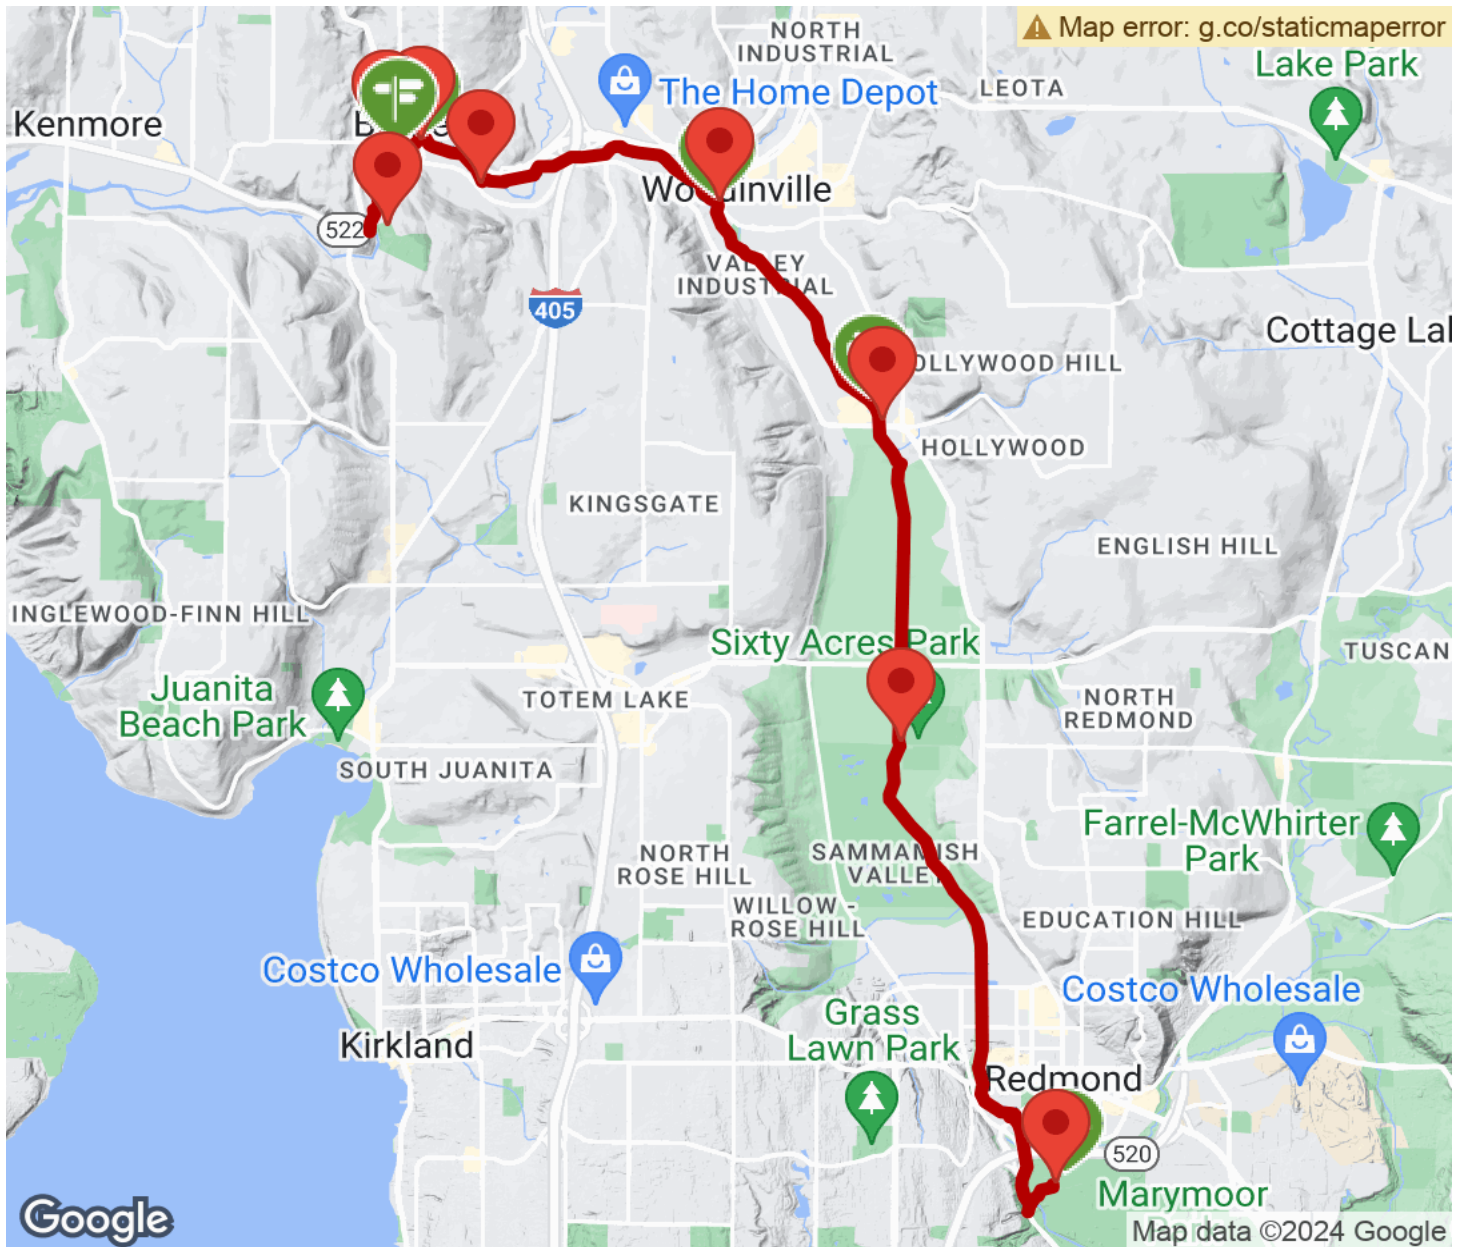 Map error: g.co/staticmaperror
NORTH
INDUSTRIAL
LEOTA
Lake Park
The Home Depot
Kenmore
522
VALLEY
INDUSTRIAL
405
Cottage Lak
HOLLYWOOD
KINGSGATE
ENGLISH HILL
INGLEWOOD-FINN HILL
Sixty Acres Park
TUSCAN
Juanita
Beach Park
TOTEM LAKE
NORTH
REDMOND
SOUTH JUANITA
Farrel-McWhirter
Park
NORTH
ROSE HILL
SAMMAMISH
VALLEY
WILLOW -
ROSE HILL
EDUCATION HILL
Costco Wholesale
Costco Wholesale
Grass
Lawn Park
Kirkland
Redmond
520
Marymoor
Google
Map data ©2024 Google